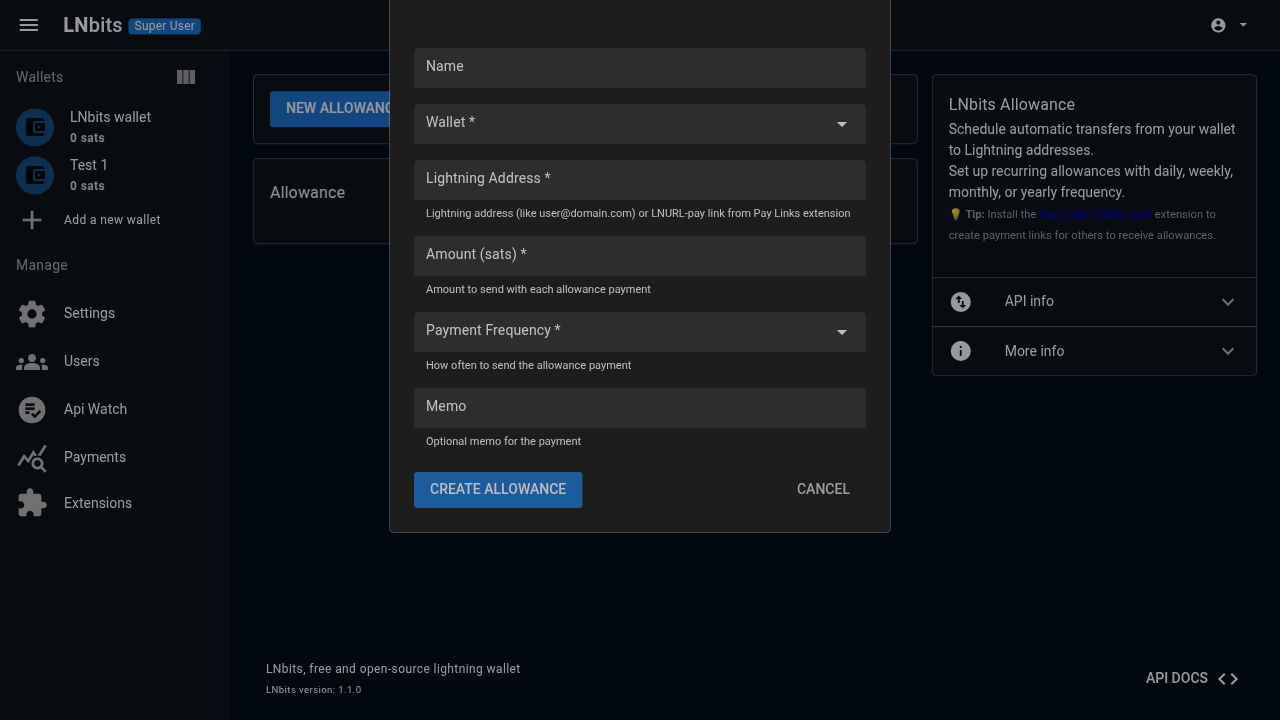 LNbits Super User
Wallets
LNbits wallet
0 sats
Test 1
0 sats
Add a new wallet
Manage
Settings
Users
Api Watch
Payments
Extensions
NEW ALLOWANC
Allowance
Name
Wallet *
Lightning Address *
Lightning address (like user@domain.com) or LNURL-pay link from Pay Links extension
Amount (sats) *
Amount to send with each allowance payment
Payment Frequency *
How often to send the allowance payment
Memo
Optional memo for the payment
CREATE ALLOWANCE
CANCEL
LNbits Allowance
Schedule automatic transfers from your wallet
to Lightning addresses.
Set up recurring allowances with daily, weekly,
monthly, or yearly frequency.
💡 Tip: Install the Pay Links (LNURL-pay) extension to
create payment links for others to receive allowances.
API info
More info
LNbits, free and open-source lightning wallet
LNbits version: 1.1.0
API DOCS